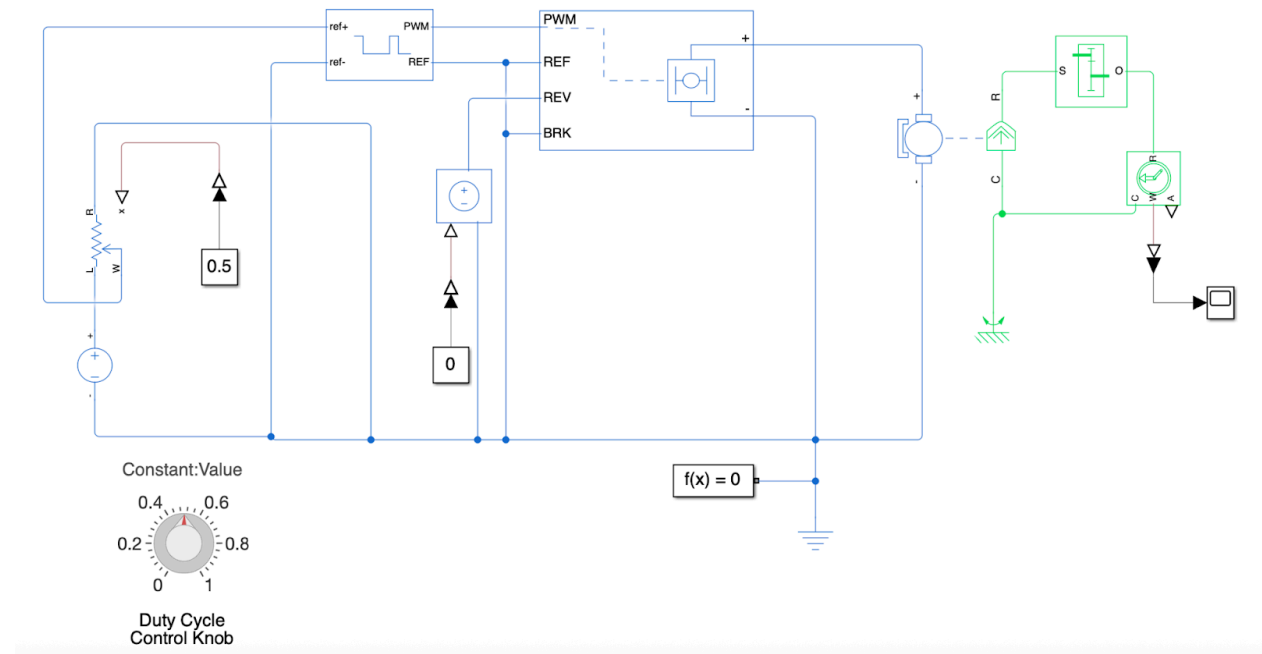 ref+
PWM
ref-
REF
PWM
REF
REV
BRK
+
-
+
-
R
C
S
O
R
C
W
A
R
x
L
W
0.5
+
-
+
-
+
-
0
f(x) = 0
Constant:Value
0.4
0.6
0.2
0.8
0
1
Duty Cycle
Control Knob